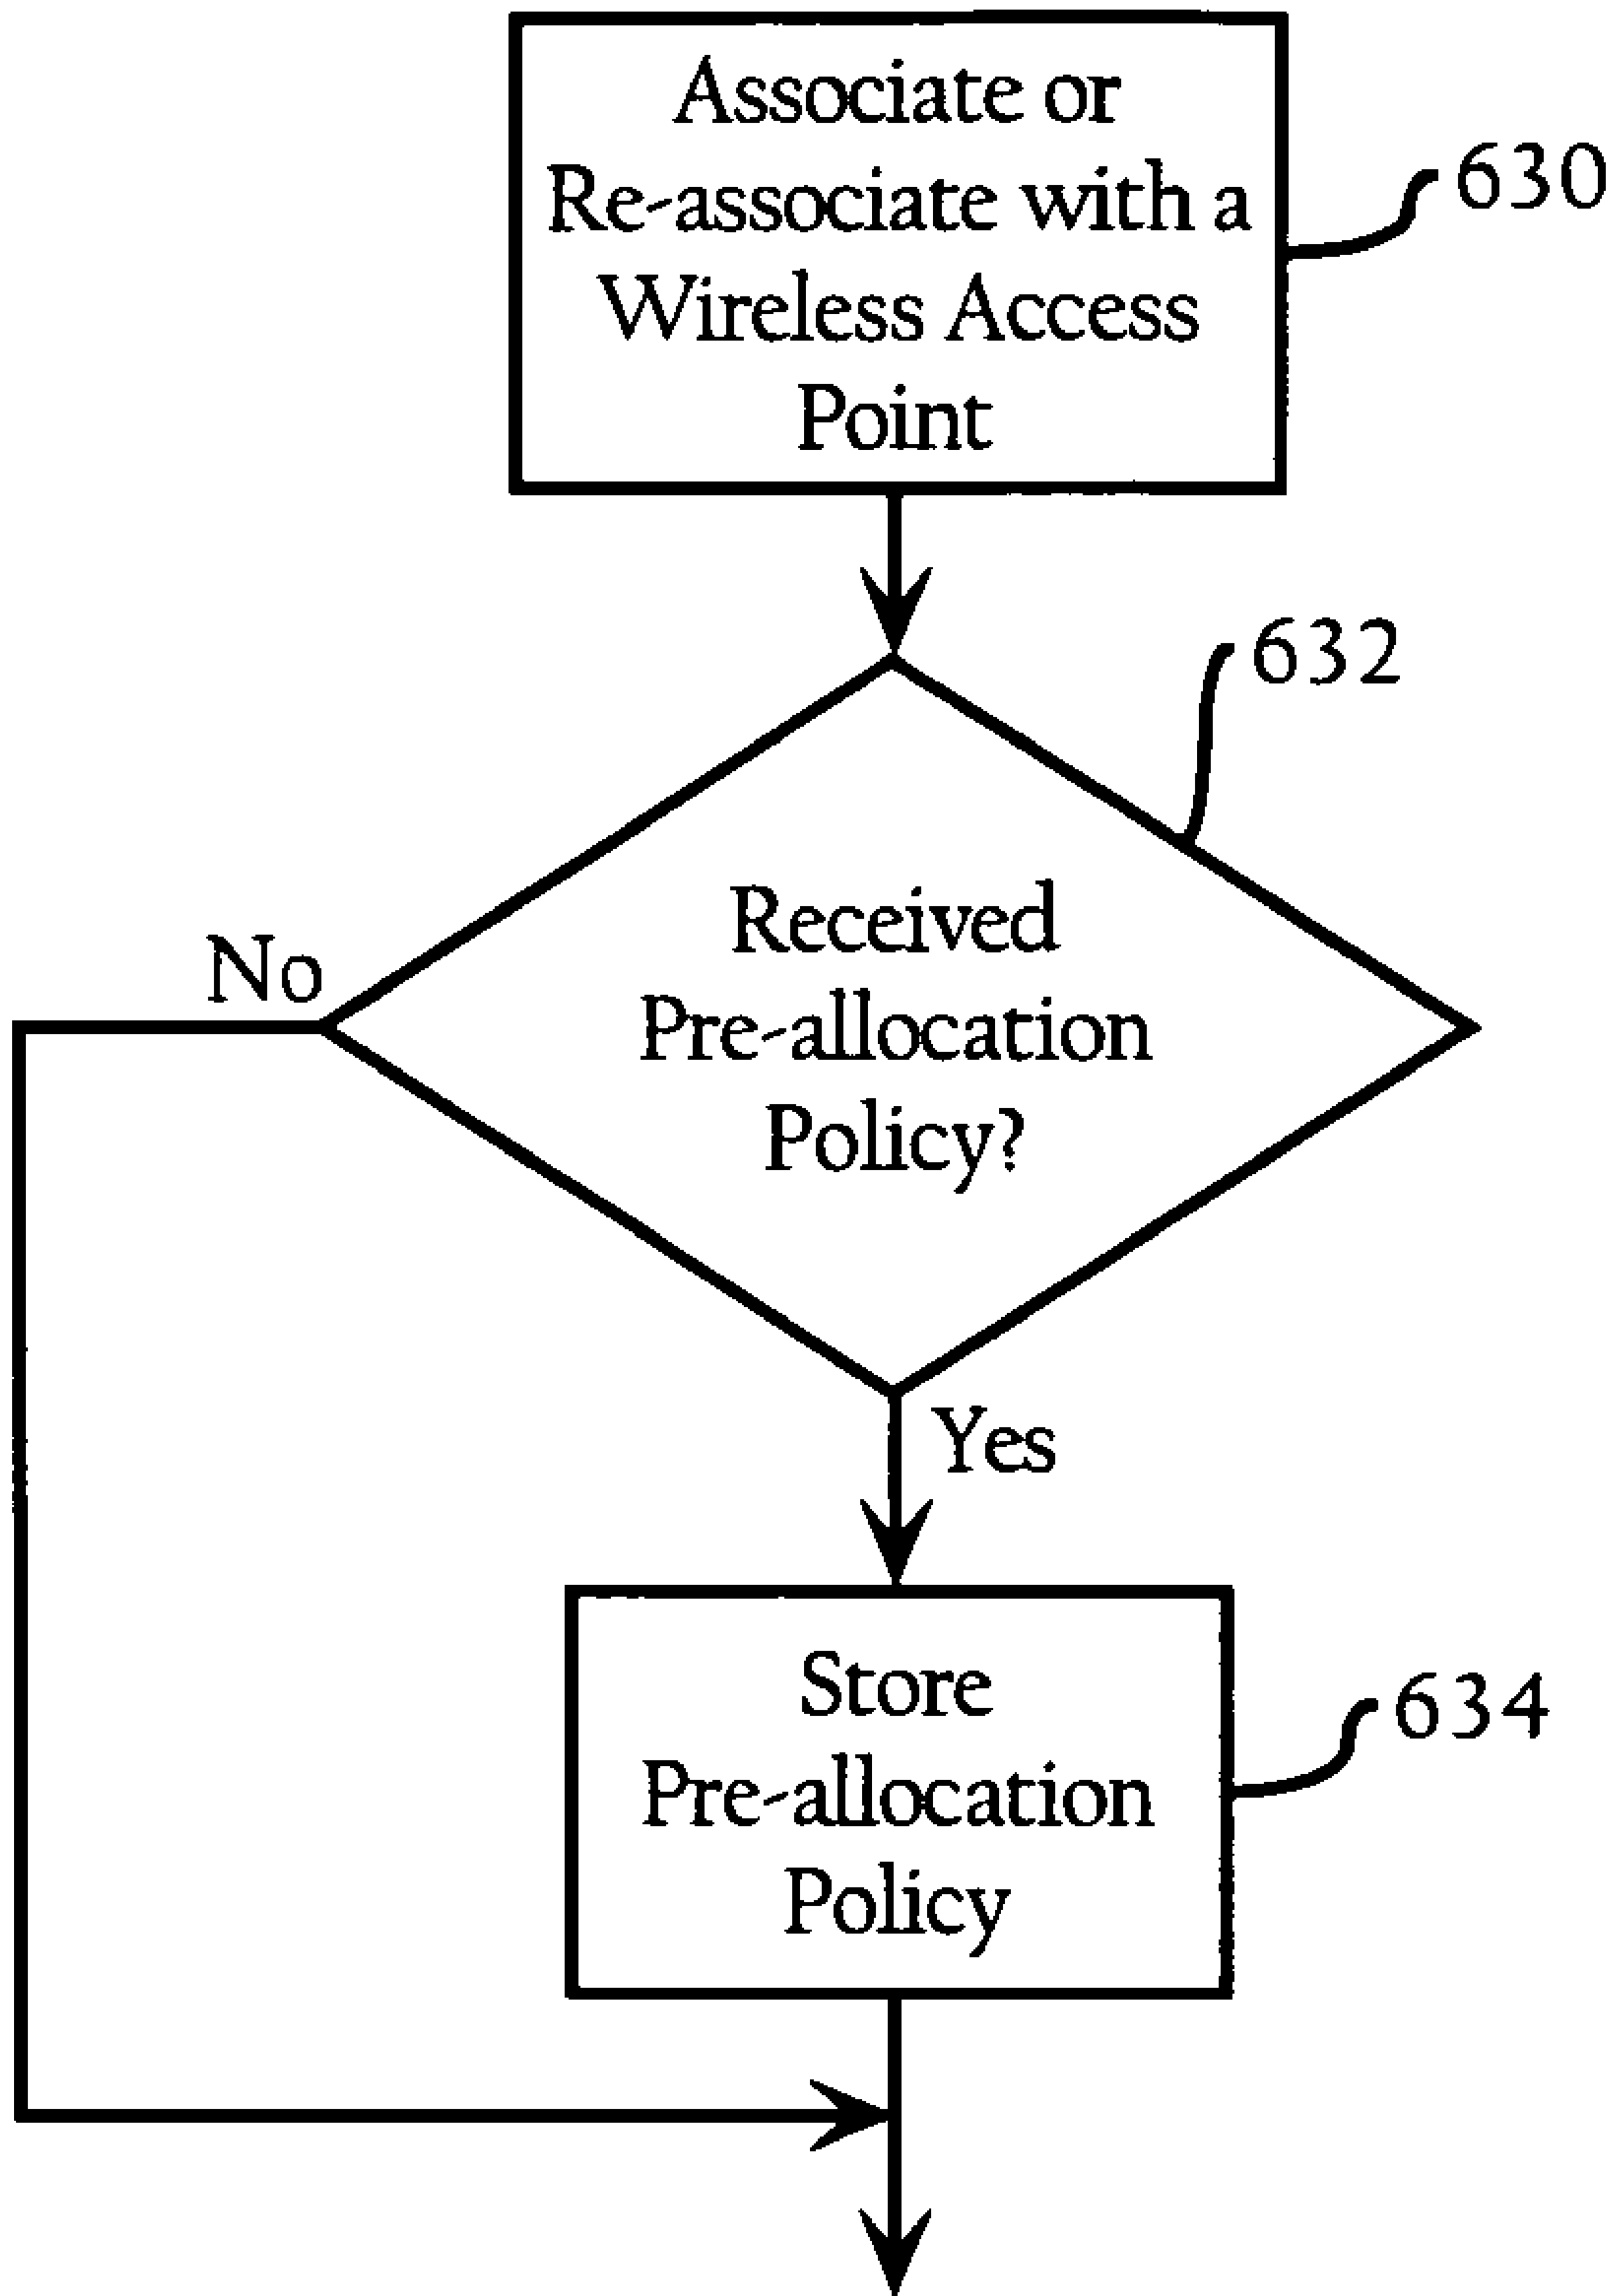 Associate or
Re-associate with a
Wireless Access
Point
630
632
Received
Pre-allocation
Policy?
No
Yes
Store
Pre-allocation
Policy
634